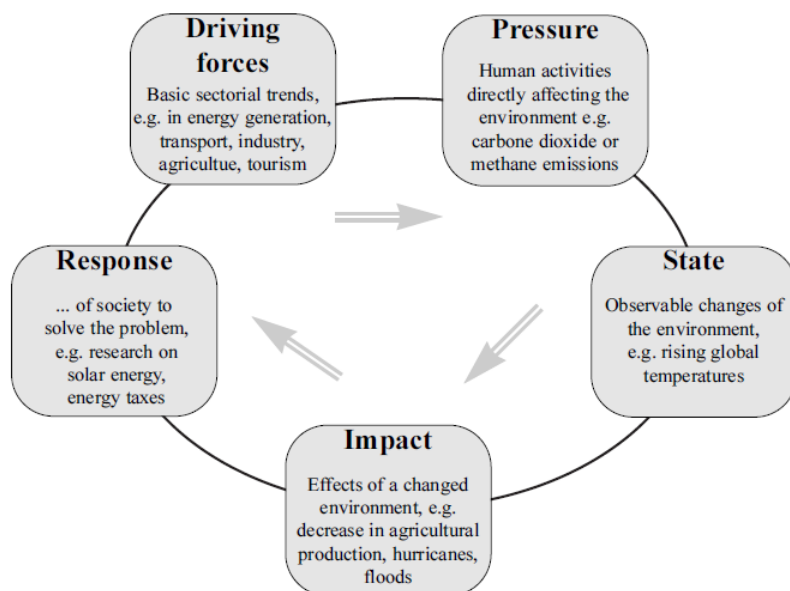 Driving
forces
Basic sectorial trends,
e.g. in energy generation,
transport, industry,
agricultue, tourism
Pressure
Human activities
directly affecting the
environment e.g.
carbone dioxide or
methane emissions
State
Observable changes of
the environment,
e.g. rising global
temperatures
Impact
Effects of a changed
environment, e.g.
decrease in agricultural
production, hurricanes,
floods
Response
... of society to
solve the problem,
e.g. research on
solar energy,
energy taxes